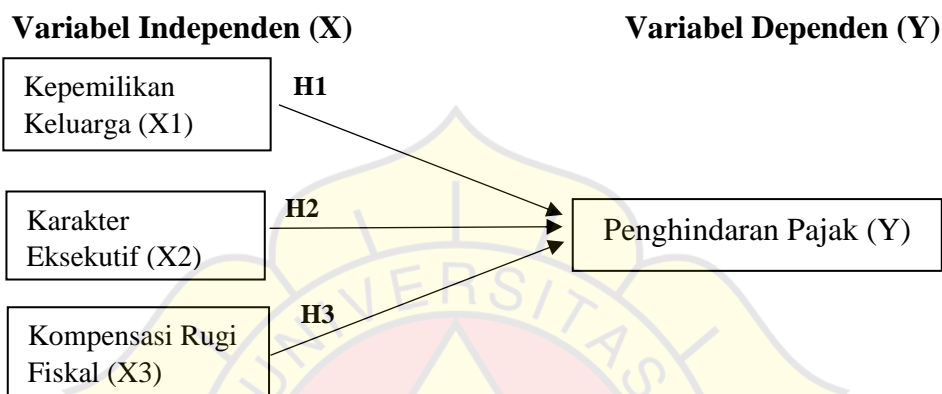 Variabel Independen (X)
Variabel Dependen (Y)
Kepemilikan
Keluarga (X1)
H1
Karakter
Eksekutif (X2)
H2
Penghindaran Pajak (Y)
Kompensasi Rugi
Fiskal (X3)
H3
UNIVERSITAS